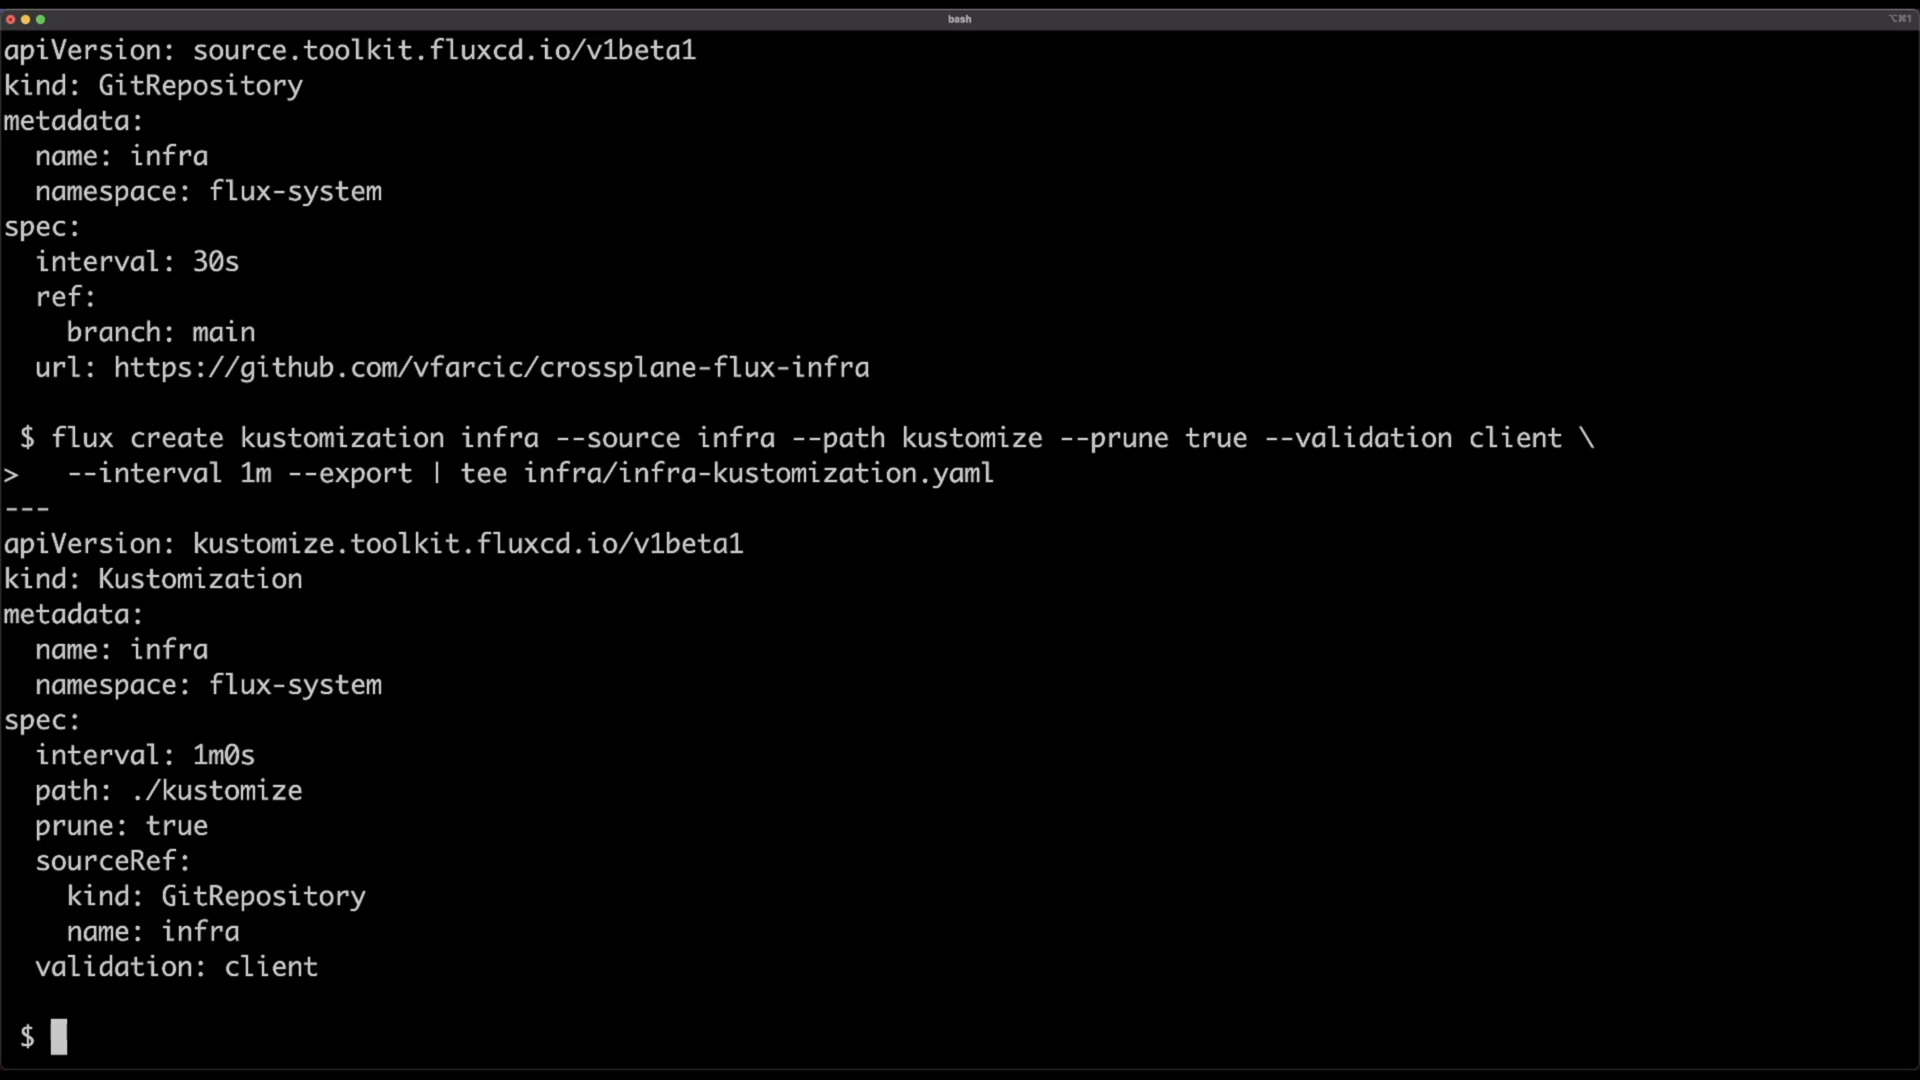 bash
⌥⌘1
apiVersion: source.toolkit.fluxcd.io/v1beta1
kind: GitRepository
metadata:
  name: infra
  namespace: flux-system
spec:
  interval: 30s
  ref:
    branch: main
  url: https://github.com/vfarcic/crossplane-flux-infra

 $ flux create kustomization infra --source infra --path kustomize --prune true --validation client \
>   --interval 1m --export | tee infra/infra-kustomization.yaml
---
apiVersion: kustomize.toolkit.fluxcd.io/v1beta1
kind: Kustomization
metadata:
  name: infra
  namespace: flux-system
spec:
  interval: 1m0s
  path: ./kustomize
  prune: true
  sourceRef:
    kind: GitRepository
    name: infra
  validation: client

 $